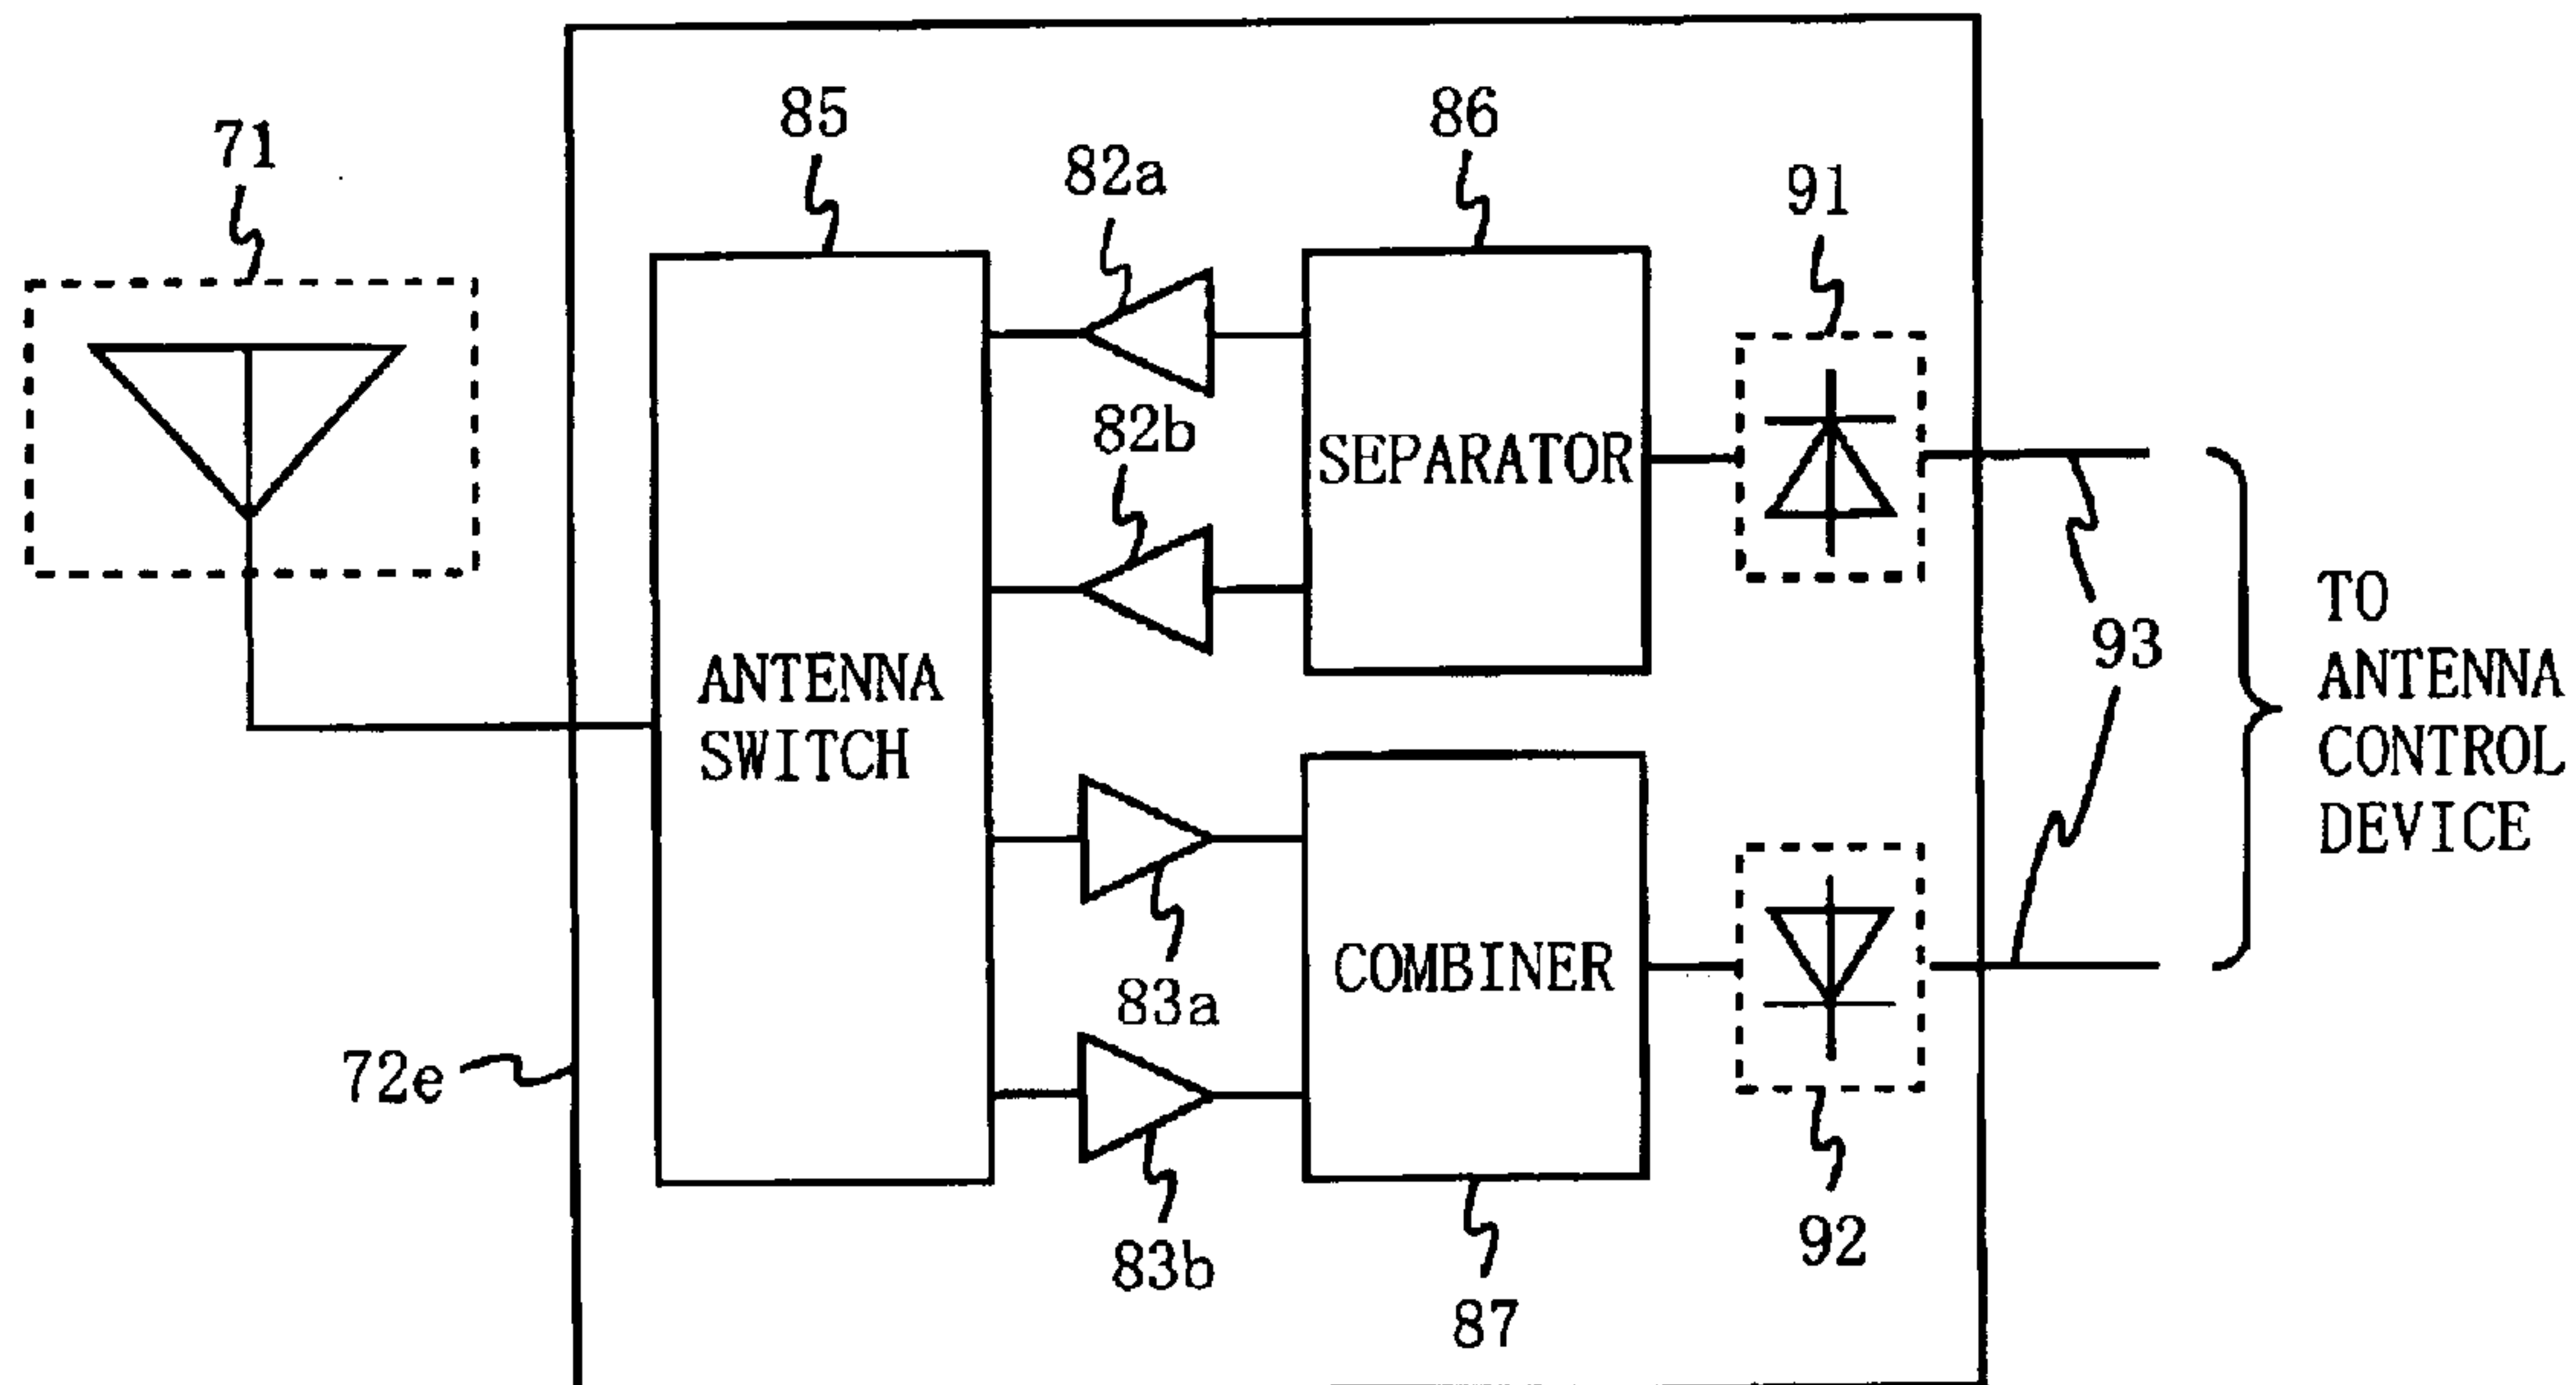 71
85
82a
86
91
82b
SEPARATOR
93
TO
ANTENNA
CONTROL
DEVICE
ANTENNA
SWITCH
83a
COMBINER
72e
83b
92
87